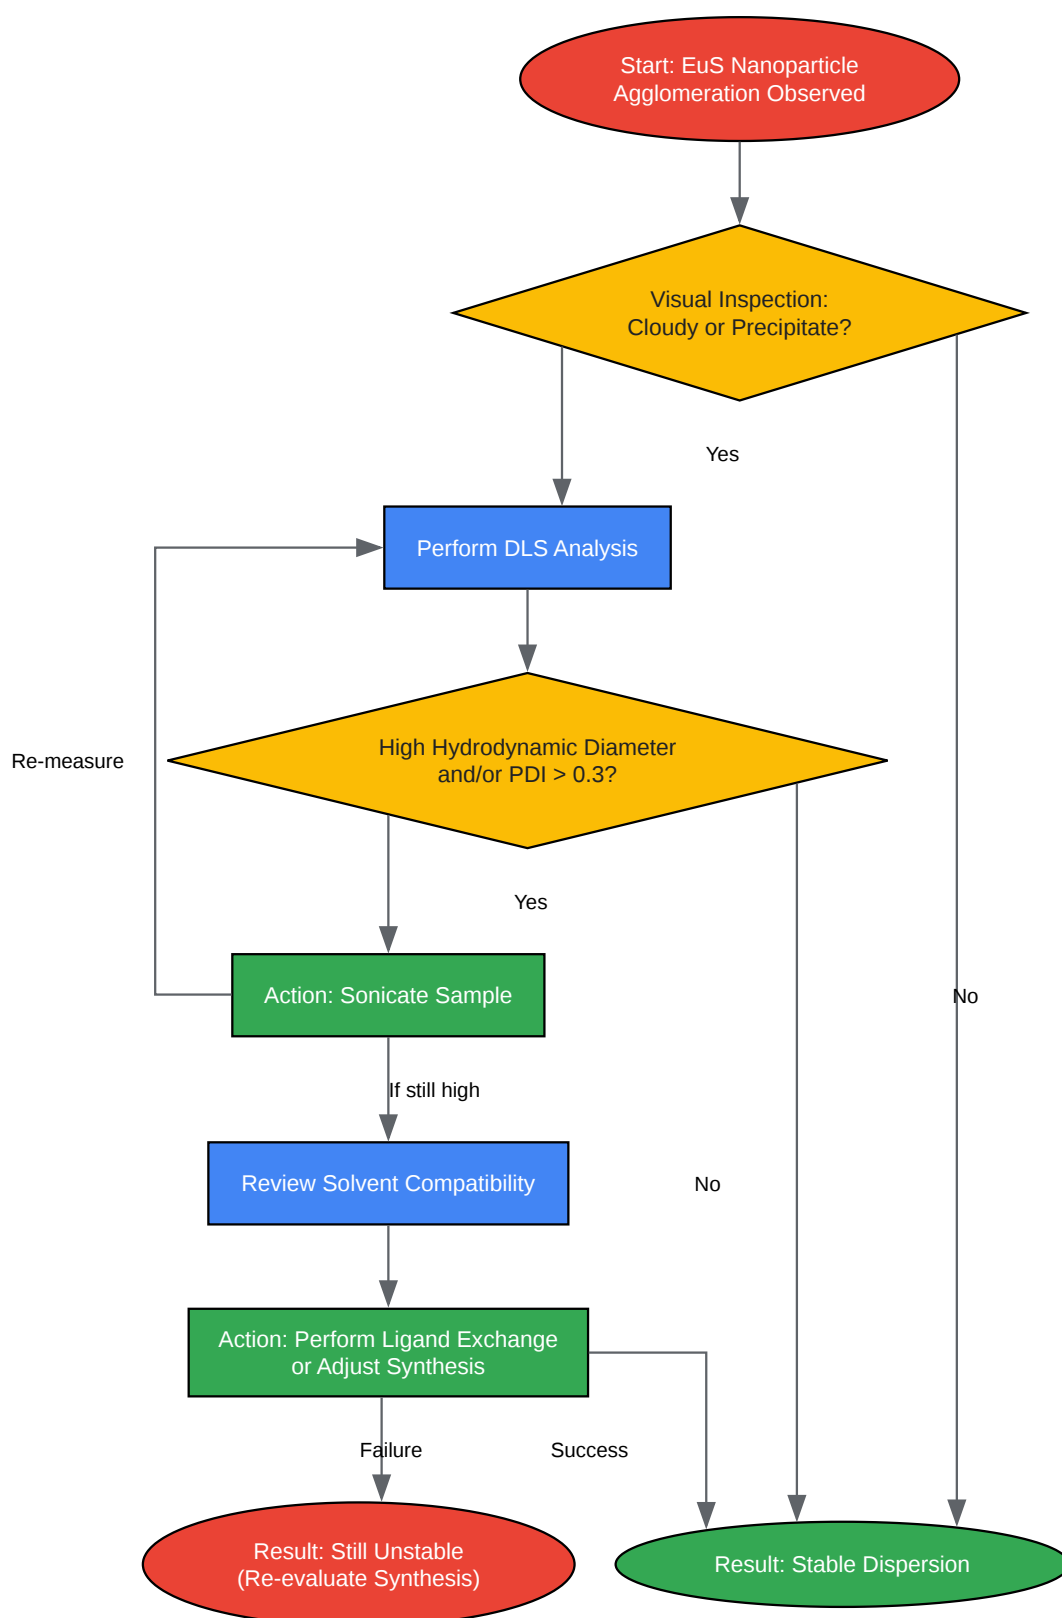 Start: EuS Nanoparticle
Agglomeration Observed
Visual Inspection:
Cloudy or Precipitate?
Yes
Perform DLS Analysis
High Hydrodynamic Diameter
and/or PDI > 0.3?
Re-measure
Yes
Action: Sonicate Sample
No
If still high
Review Solvent Compatibility
No
Action: Perform Ligand Exchange
or Adjust Synthesis
Failure
Success
Result: Still Unstable
(Re-evaluate Synthesis)
Result: Stable Dispersion